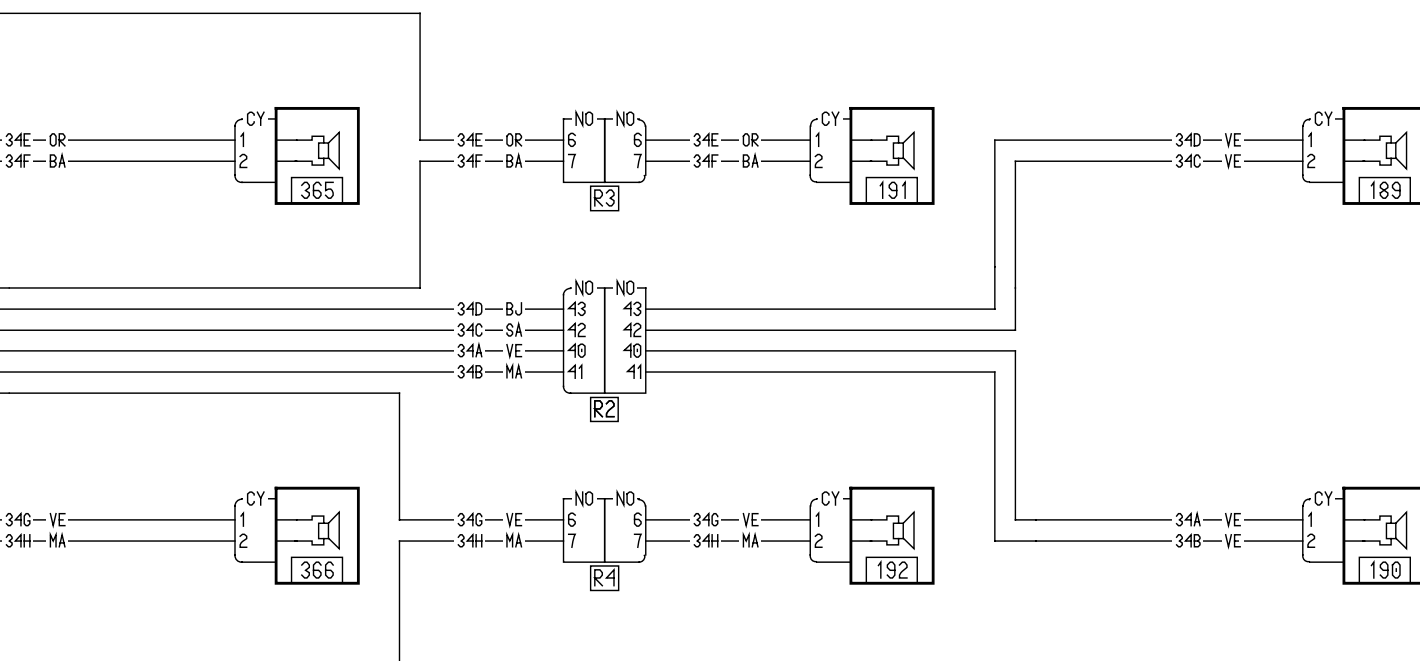 CY NO NO CY CY
34E OR 1 34E OR 6 6 34E OR 1 34D VE 1
34F BA 2 34F BA 7 7 34F BA 2 34C VE 2
365 R3 191 189
NO NO
34D BJ 43 43
34C SA 42 42
34A VE 40 40
34B MA 41 41
R2
CY NO NO CY CY
34G VE 1 34G VE 6 6 34G VE 1 34A VE 1
34H MA 2 34H MA 7 7 34H MA 2 34B VE 2
366 R4 192 190